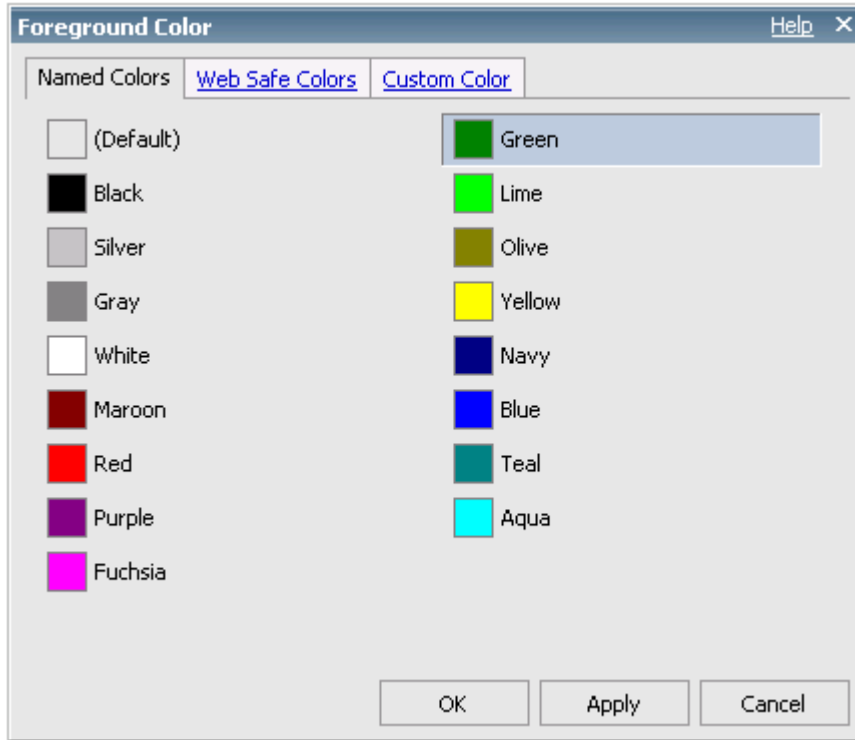 Foreground Color Help X
Named Colors Web Safe Colors Custom Color
(Default) Green
Black Lime
Silver Olive
Gray Yellow
White Navy
Maroon Blue
Red Teal
Purple Aqua
Fuchsia
OK Apply Cancel